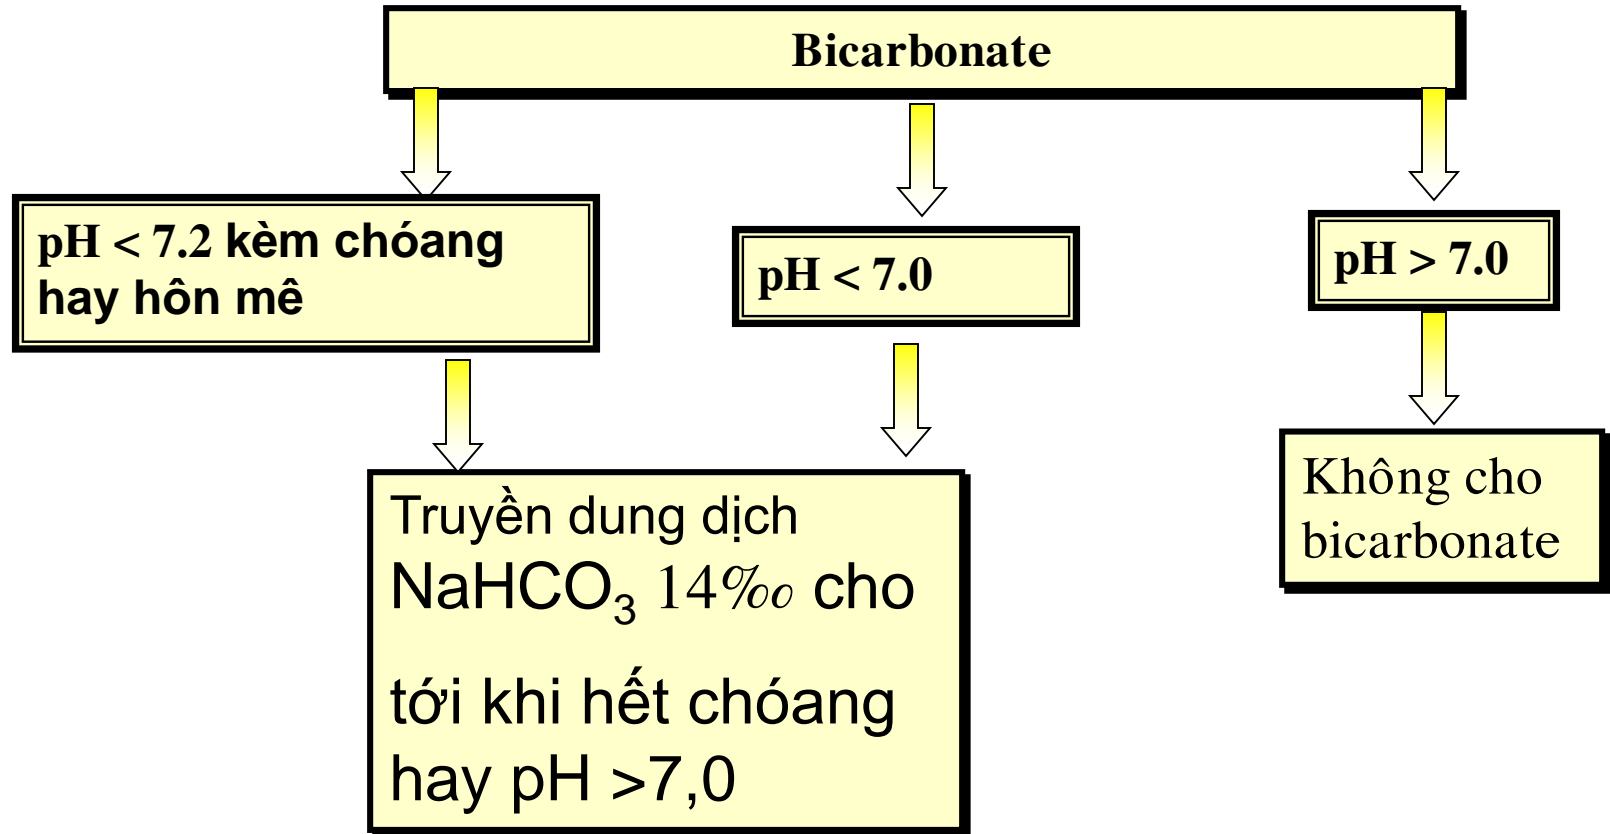 Bicarbonate
pH < 7.2 kèm chóang
hay hôn mê
pH < 7.0
pH > 7.0
Truyền dung dịch
NaHCO₃ 14‰ cho
tới khi hết chóang
hay pH >7,0
Không cho
bicarbonate